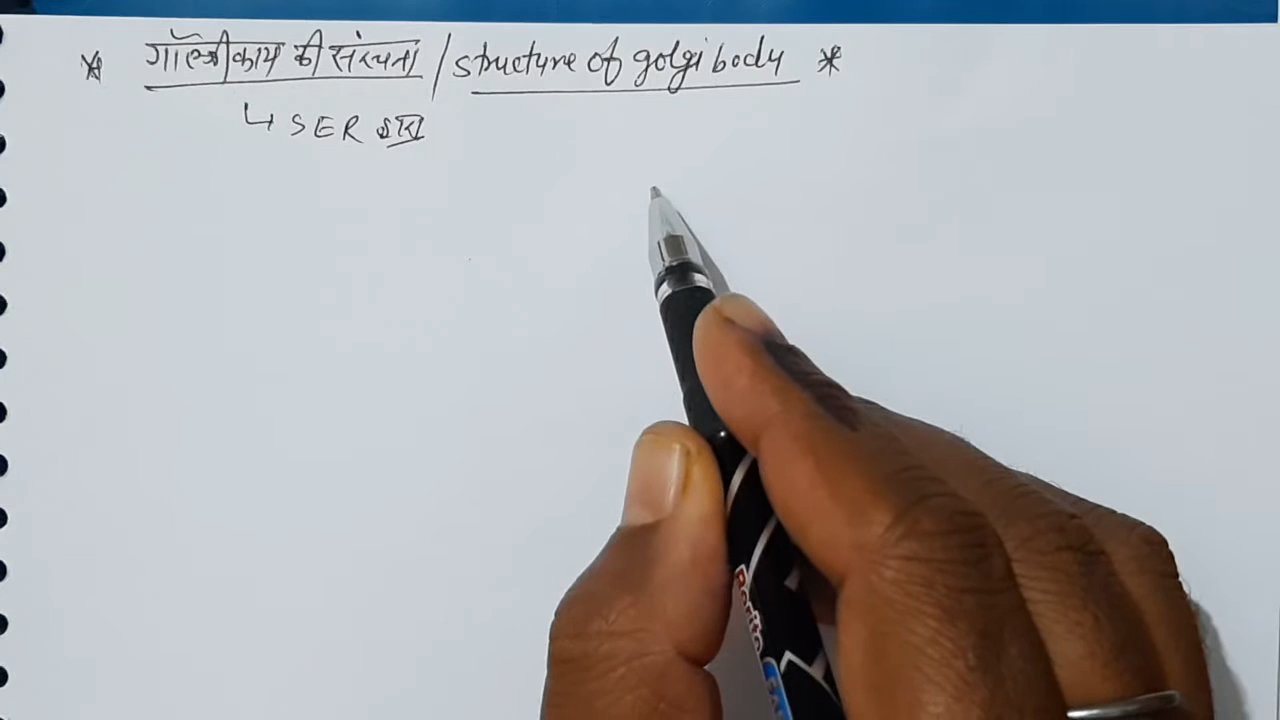 * गॉल्जीकाय की संरचना / structure of golgi body *
↳ SER द्वारा